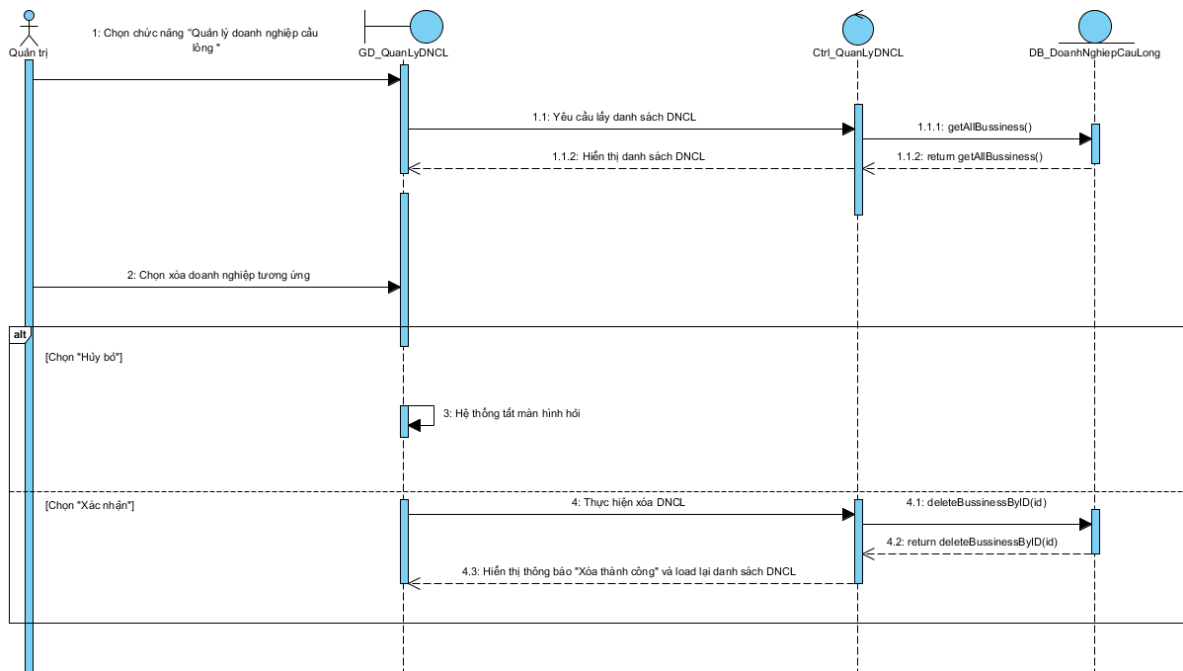 1: Chọn chức năng "Quản lý doanh nghiệp cầu
lông "
Quản trị
GD_QuanLyDNCL
Ctrl_QuanLyDNCL
DB_DoanhNghiepCauLong
1.1: Yêu cầu lấy danh sách DNCL
1.1.1: getAllBussiness()
1.1.2: Hiển thị danh sách DNCL
1.1.2: return getAllBussiness()
2: Chọn xóa doanh nghiệp tương ứng
alt
[Chọn "Hủy bỏ"]
3: Hệ thống tắt màn hình hỏi
[Chọn "Xác nhận"]
4: Thực hiện xóa DNCL
4.1: deleteBussinessByID(id)
4.2: return deleteBussinessByID(id)
4.3: Hiển thị thông báo "Xóa thành công" và load lại danh sách DNCL